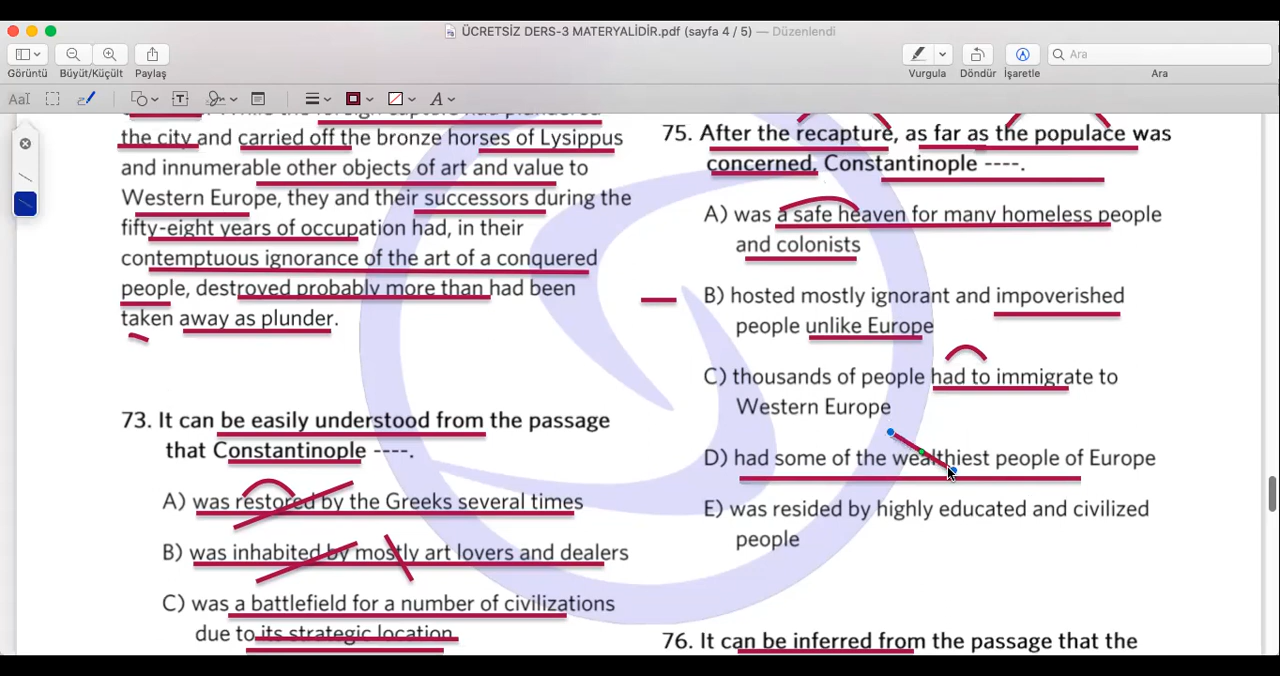 ÜCRETSİZ DERS-3 MATERYALİDİR.pdf (sayfa 4 / 5) — Düzenlendi
Görüntü Büyüt/Küçült Paylaş Vurgula Döndür İşaretle Ara
Ara
the city and carried off the bronze horses of Lysippus
and innumerable other objects of art and value to
Western Europe, they and their successors during the
fifty-eight years of occupation had, in their
contemptuous ignorance of the art of a conquered
people, destroyed probably more than had been
taken away as plunder.
73. It can be easily understood from the passage
that Constantinople ----.
A) was restored by the Greeks several times
B) was inhabited by mostly art lovers and dealers
C) was a battlefield for a number of civilizations
due to its strategic location
75. After the recapture, as far as the populace was
concerned, Constantinople ----.
A) was a safe heaven for many homeless people
and colonists
B) hosted mostly ignorant and impoverished
people unlike Europe
C) thousands of people had to immigrate to
Western Europe
D) had some of the wealthiest people of Europe
E) was resided by highly educated and civilized
people
76. It can be inferred from the passage that the